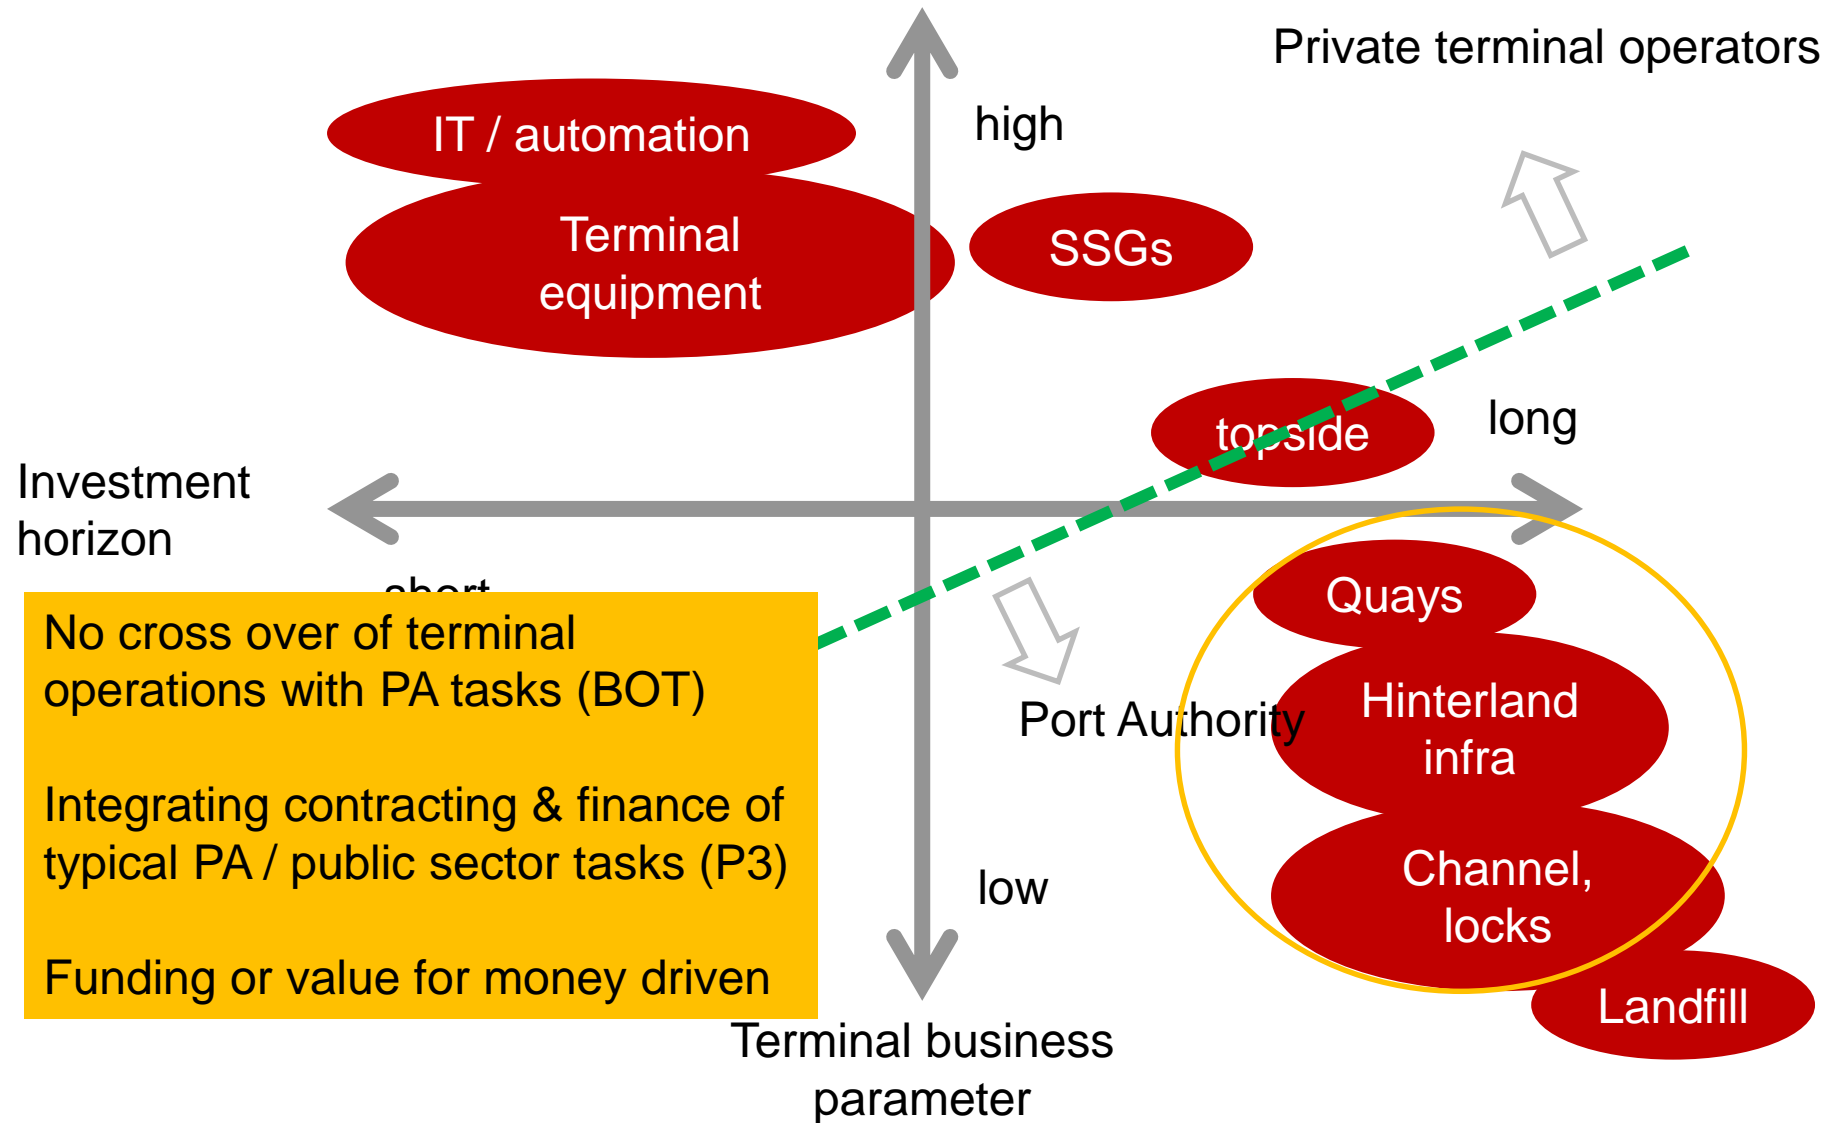 Private terminal operators
IT / automation
high
Terminal
equipment
SSGs
topside
long
Investment
horizon
short
No cross over of terminal
operations with PA tasks (BOT)
Integrating contracting & finance of
typical PA / public sector tasks (P3)
Funding or value for money driven
Quays
Port Authority
Hinterland
infra
low
Channel,
locks
Landfill
Terminal business
parameter